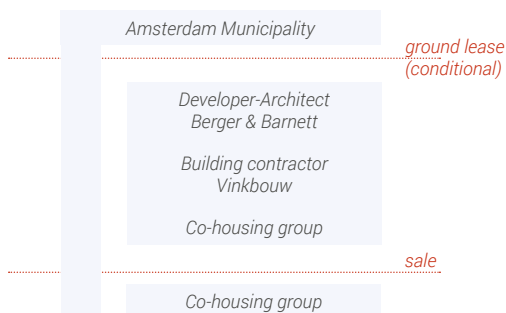 Amsterdam Municipality
ground lease
(conditional)
Developer-Architect
Berger & Barnett
Building contractor
Vinkbouw
Co-housing group
sale
Co-housing group